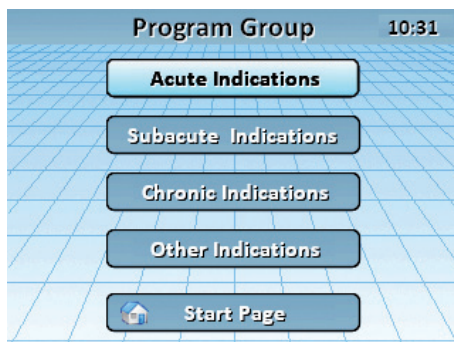 Program Group
10:31
Acute Indications
Subacute Indications
Chronic Indications
Other Indications
Start Page